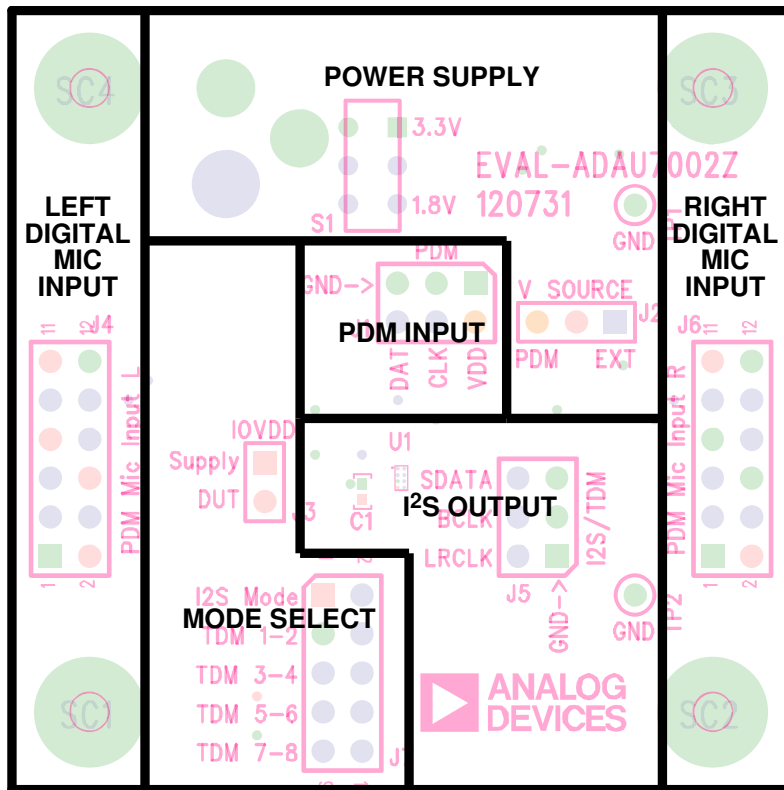 POWER SUPPLY
SC4
SC3
3.3V
EVAL-ADAU7002Z
120731
1.8V
S1
TP1
GND
LEFT
DIGITAL
MIC
INPUT
RIGHT
DIGITAL
MIC
INPUT
PDM
GND->
PDM INPUT
DAT
CLK
VDD
V SOURCE
J2
PDM EXT
11 12
J4
PDM Mic Input L
1 2
J6
11 12
PDM Mic Input R
1 2
IOVDD
Supply
DUT
J3
U1
C1
I²S OUTPUT
SDATA
BCLK
LRCLK
I2S/TDM
J5
GND->
TP2
GND
MODE SELECT
I2S Mode
TDM 1-2
TDM 3-4
TDM 5-6
TDM 7-8
ANALOG
DEVICES
SC1
SC2